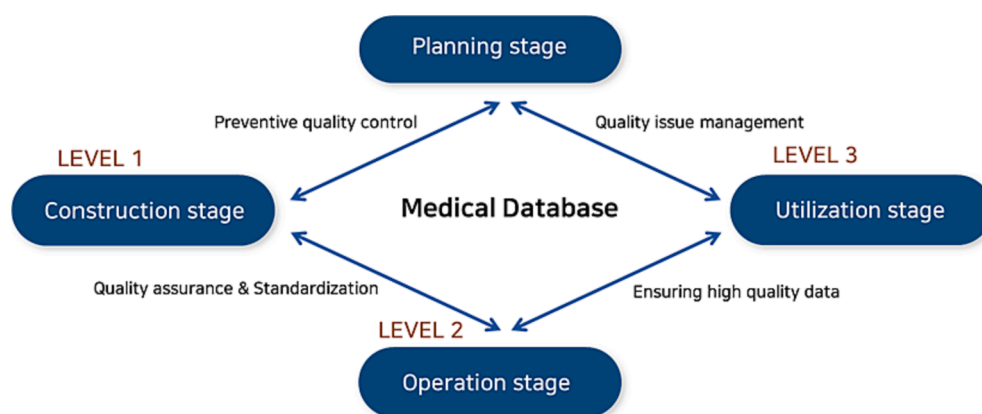 Planning stage
Preventive quality control
Quality issue management
LEVEL 1
LEVEL 3
Construction stage
Medical Database
Utilization stage
Quality assurance & Standardization
Ensuring high quality data
LEVEL 2
Operation stage